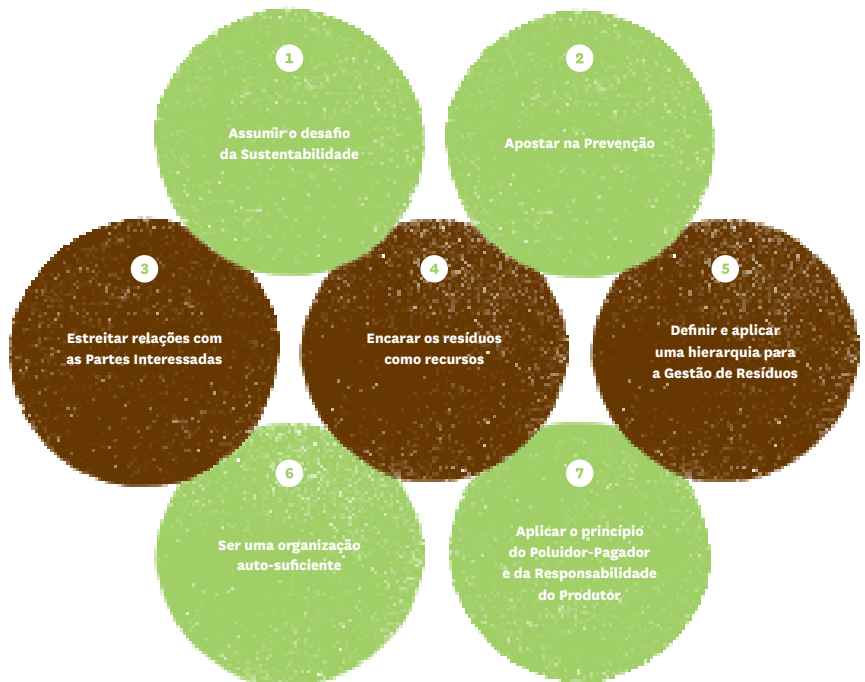 1
Assumir o desafio
da Sustentabilidade
2
Apostar na Prevenção
3
Estreitar relações com
as Partes Interessadas
4
Encarar os resíduos
como recursos
5
Definir e aplicar
uma hierarquia para
a Gestão de Resíduos
6
Ser uma organização
auto-suficiente
7
Aplicar o princípio
do Poluidor-Pagador
e da Responsabilidade
do Produtor